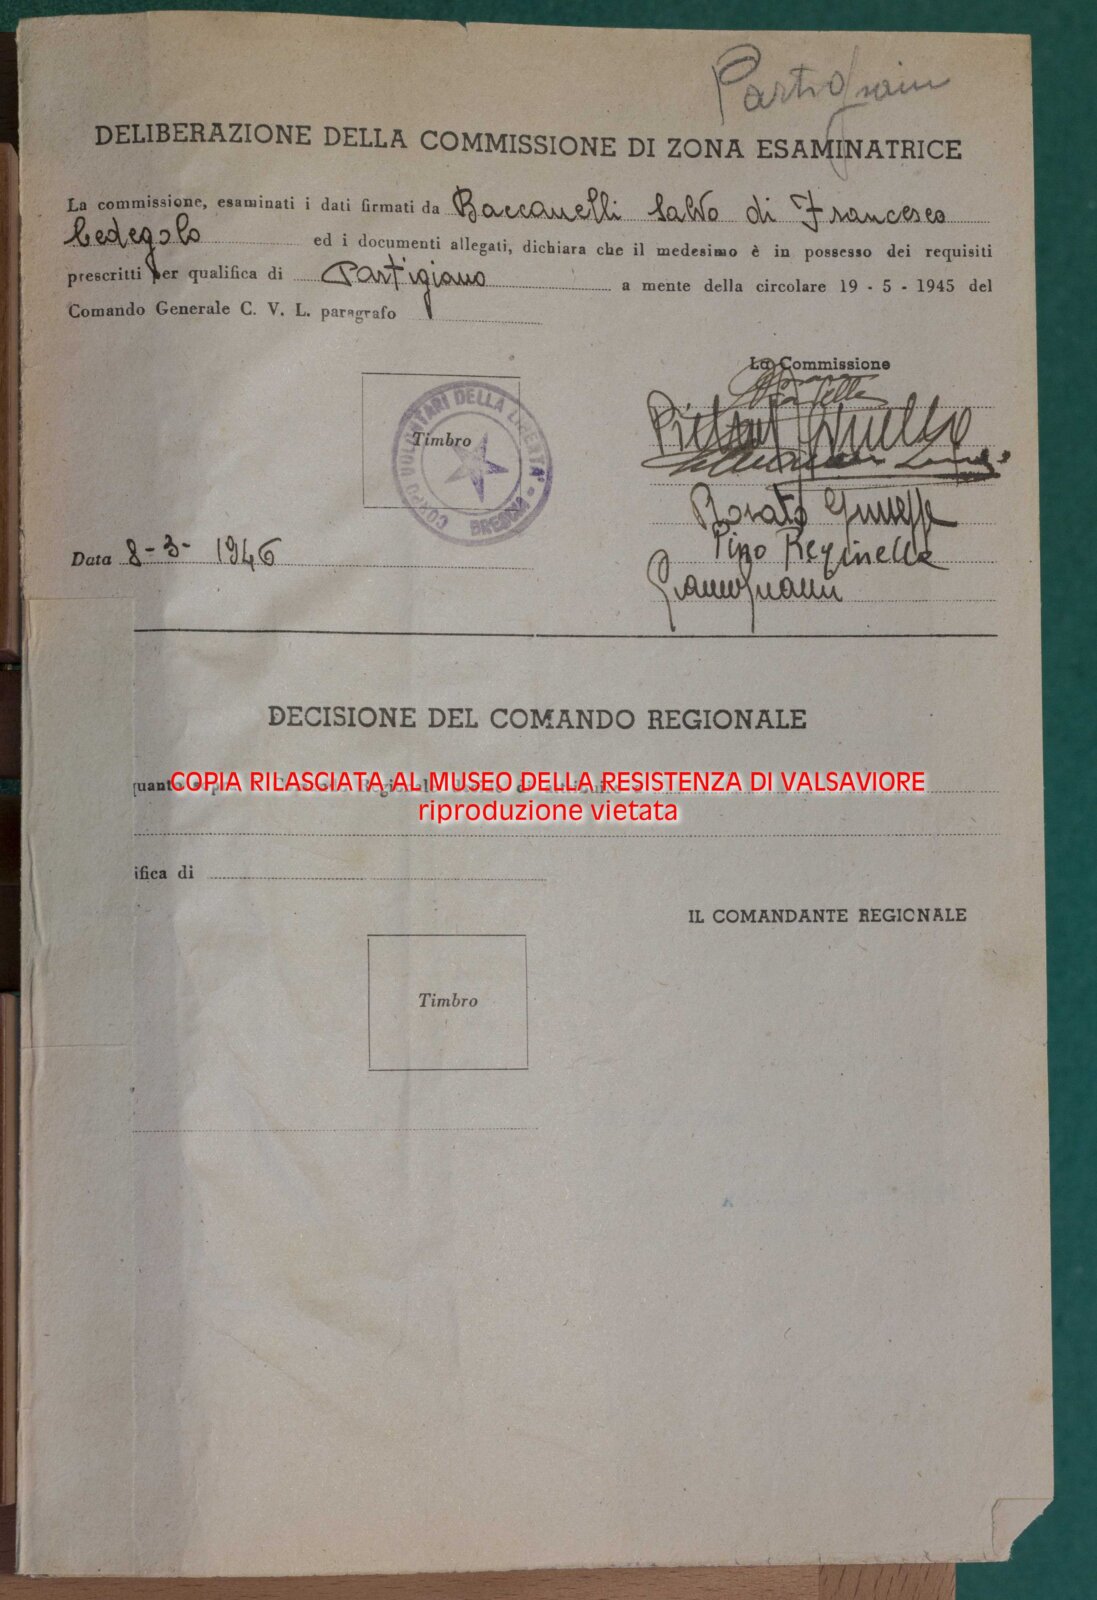 Partigiani
DELIBERAZIONE DELLA COMMISSIONE DI ZONA ESAMINATRICE
La commissione, esaminati i dati firmati da Baccanelli Salvo di Francesco
Cedegolo ed i documenti allegati, dichiara che il medesimo è in possesso dei requisiti
prescritti per qualifica di Partigiano a mente della circolare 19 - 5 - 1945 del
Comando Generale C. V. L. paragrafo
La Commissione
Timbro
CORPO VOLONTARI DELLA LIBERTA' - BRESCIA -
Rosato Giuseppe
Pino Reginella
Data 8-3-1946
DECISIONE DEL COMANDO REGIONALE
quanto
COPIA RILASCIATA AL MUSEO DELLA RESISTENZA DI VALSAVIORE
riproduzione vietata
ifica di
IL COMANDANTE REGIONALE
Timbro